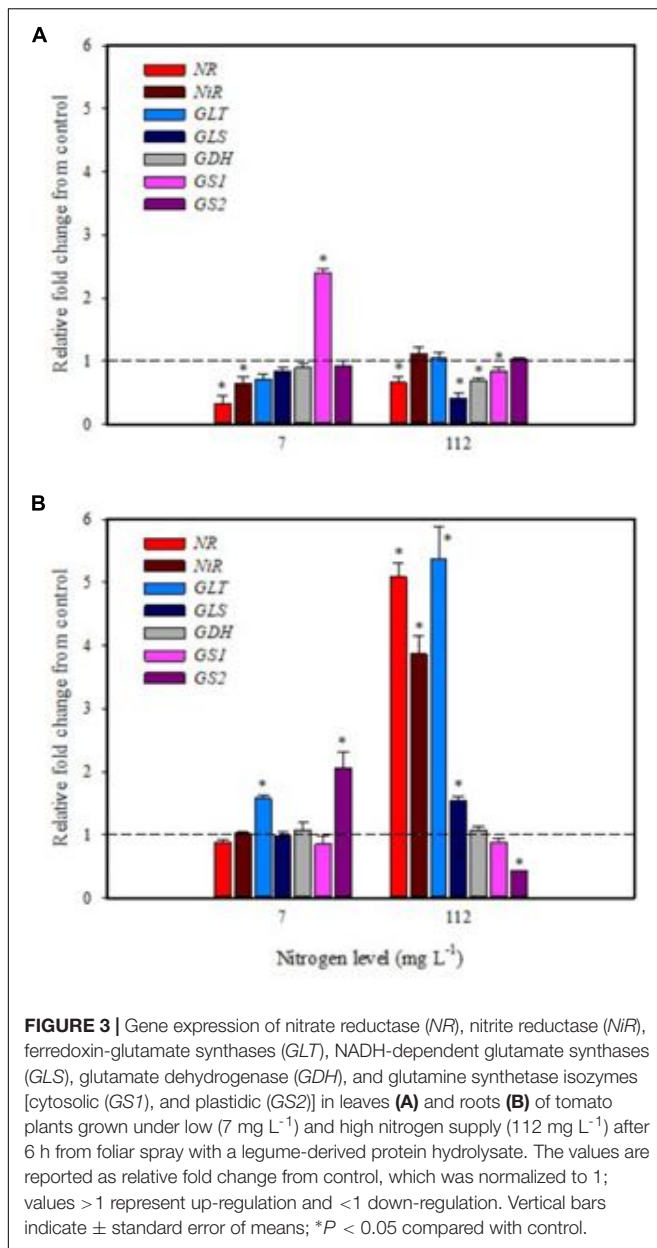 A
Relative fold change from control
6
5
4
3
2
1
0
NR
NiR
GLT
GLS
GDH
GS1
GS2
* * * * * * *
7 112
B
Relative fold change from control
6
5
4
3
2
1
0
NR
NiR
GLT
GLS
GDH
GS1
GS2
* * * * * * *
7 112
Nitrogen level (mg L⁻¹)
FIGURE 3 | Gene expression of nitrate reductase (NR), nitrite reductase (NiR),
ferredoxin-glutamate synthases (GLT), NADH-dependent glutamate synthases
(GLS), glutamate dehydrogenase (GDH), and glutamine synthetase isozymes
[cytosolic (GS1), and plastidic (GS2)] in leaves (A) and roots (B) of tomato
plants grown under low (7 mg L⁻¹) and high nitrogen supply (112 mg L⁻¹) after
6 h from foliar spray with a legume-derived protein hydrolysate. The values are
reported as relative fold change from control, which was normalized to 1;
values >1 represent up-regulation and <1 down-regulation. Vertical bars
indicate ± standard error of means; *P < 0.05 compared with control.